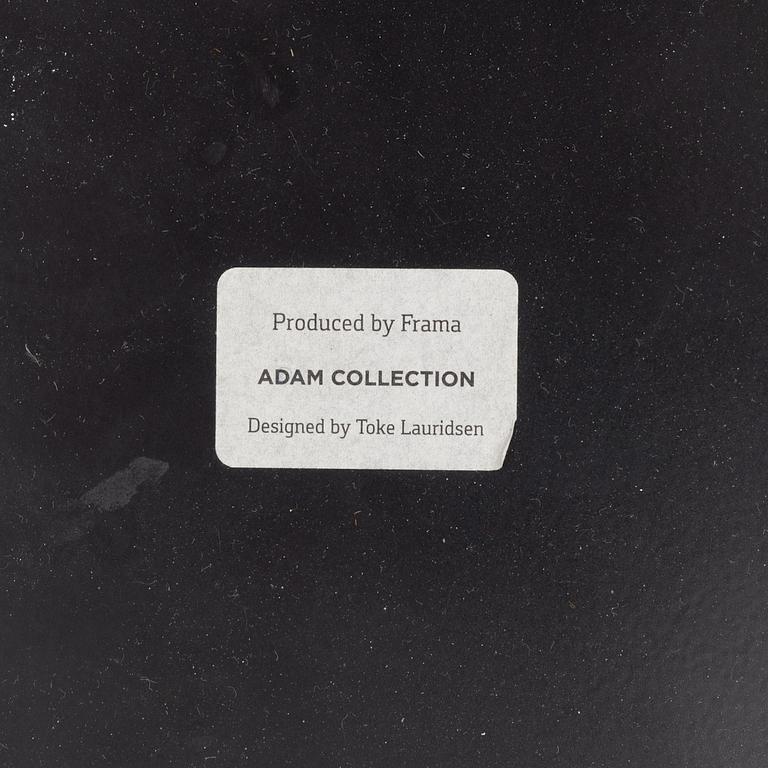 Produced by Frama
ADAM COLLECTION
Designed by Toke Lauridsen